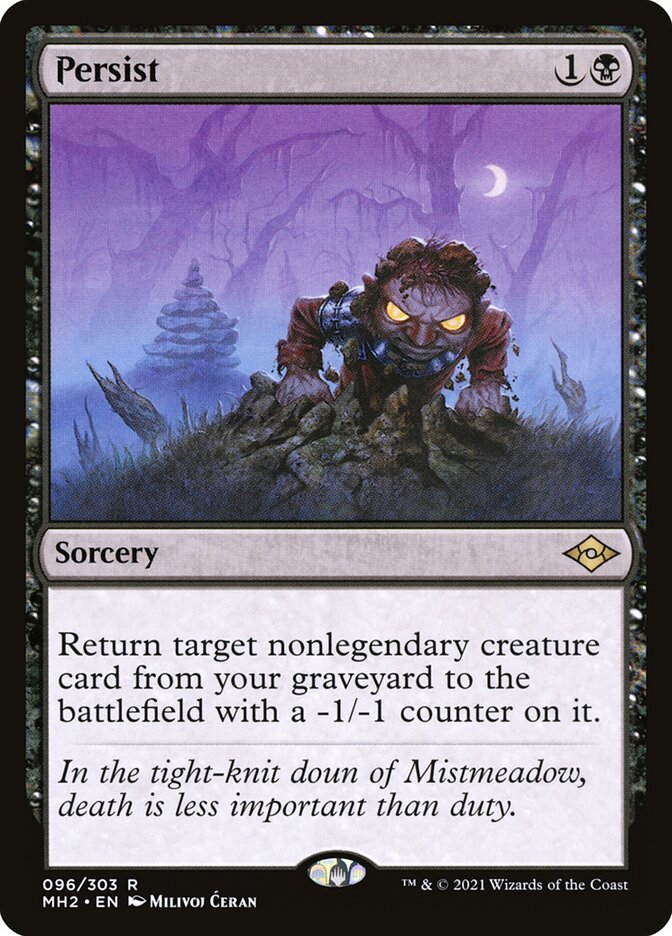 Persist 1
Sorcery
Return target nonlegendary creature
card from your graveyard to the
battlefield with a -1/-1 counter on it.
In the tight-knit doun of Mistmeadow,
death is less important than duty.
096/303 R
MH2 • EN Milivoj Ćeran
™ & © 2021 Wizards of the Coast